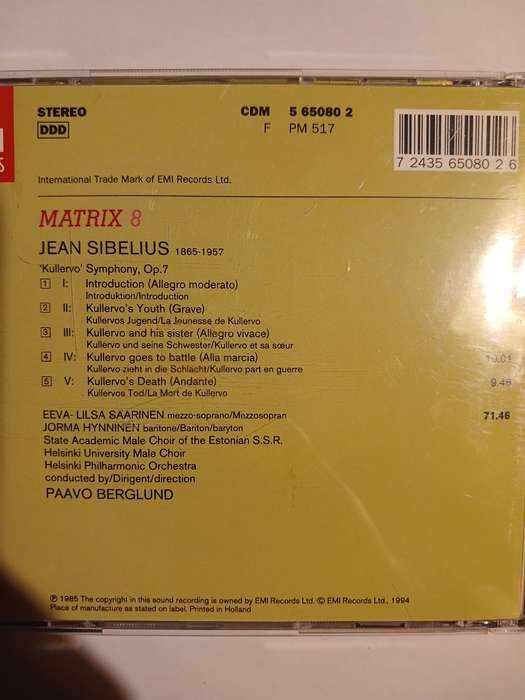 STEREO CDM 5 65080 2
DDD F PM 517
7 24356 50802 6
International Trade Mark of EMI Records Ltd.
MATRIX 8
JEAN SIBELIUS 1865-1957
'Kullervo' Symphony, Op.7
1 I: Introduction (Allegro moderato)
Introduktion/Introduction
2 II: Kullervo's Youth (Grave)
Kullervos Jugend/La Jeunesse de Kullervo
3 III: Kullervo and his sister (Allegro vivace)
Kullervo und seine Schwester/Kullervo et sa sœur
4 IV: Kullervo goes to battle (Alla marcia) 10.01
Kullervo zieht in die Schlacht/Kullervo part en guerre
5 V: Kullervo's Death (Andante) 9.46
Kullervos Tod/La Mort de Kullervo
EEVA- LILSA SAARINEN mezzo-soprano/Mezzosopran 71.46
JORMA HYNNINEN baritone/Bariton/baryton
State Academic Male Choir of the Estonian S.S.R.
Helsinki University Male Choir
Helsinki Philharmonic Orchestra
conducted by/Dirigent/direction
PAAVO BERGLUND
℗ 1985 The copyright in this sound recording is owned by EMI Records Ltd. © EMI Records Ltd., 1994
Place of manufacture as stated on label. Printed in Holland